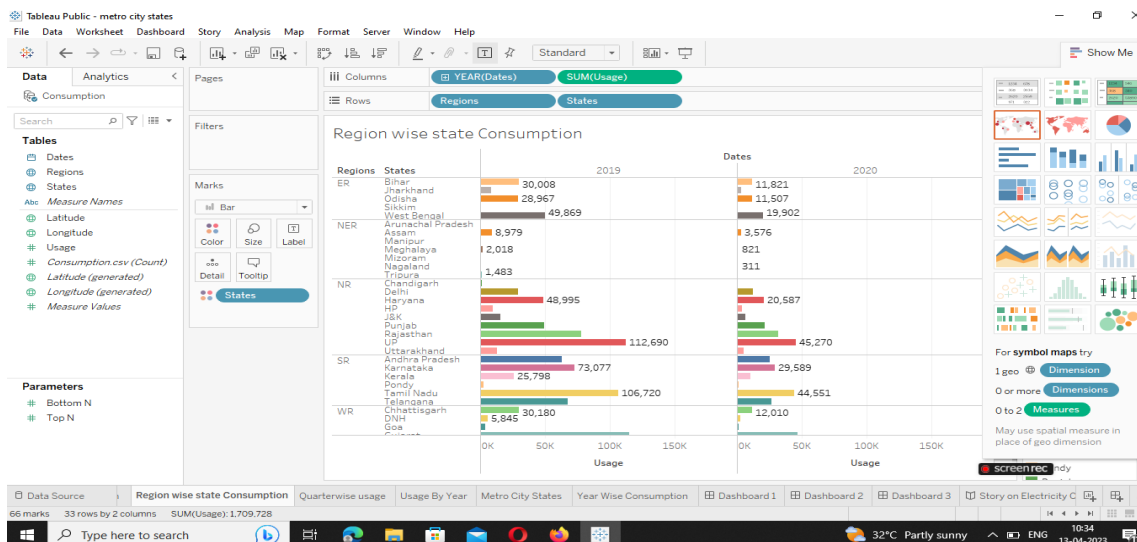 Tableau Public - metro city states
File Data Worksheet Dashboard Story Analysis Map Format Server Window Help
Standard
Show Me
Data Analytics
Consumption
Search
Tables
Dates
Regions
States
Abc Measure Names
Latitude
Longitude
# Usage
# Consumption.csv (Count)
Latitude (generated)
Longitude (generated)
# Measure Values
Parameters
# Bottom N
# Top N
Pages
Filters
Marks
Bar
Color Size Label
Detail Tooltip
States
Columns YEAR(Dates) SUM(Usage)
Rows Regions States
Region wise state Consumption
Dates
Regions States 2019 2020
ER Bihar 30,008 11,821
Jharkhand
Odisha 28,967 11,507
Sikkim
West Bengal 49,869 19,902
NER Arunachal Pradesh
Assam 8,979 3,576
Manipur
Meghalaya 2,018 821
Mizoram
Nagaland 311
Tripura 1,483
NR Chandigarh
Delhi
Haryana 48,995 20,587
HP
J&K
Punjab
Rajasthan
UP 112,690 45,270
Uttarakhand
SR Andhra Pradesh
Karnataka 73,077 29,589
Kerala 25,798
Pondy
Tamil Nadu 106,720 44,551
Telangana
WR Chhattisgarh 30,180 12,010
DNH 5,845
Goa
Gujarat
0K 50K 100K 150K 0K 50K 100K 150K
Usage Usage
For symbol maps try
1 geo Dimension
0 or more Dimensions
0 to 2 Measures
May use spatial measure in
place of geo dimension
screenrec
ndy
Data Source Region wise state Consumption Quarterwise usage Usage By Year Metro City States Year Wise Consumption Dashboard 1 Dashboard 2 Dashboard 3 Story on Electricity C
66 marks 33 rows by 2 columns SUM(Usage): 1,709,728
Type here to search
32°C Partly sunny
ENG
10:34
13-04-2023